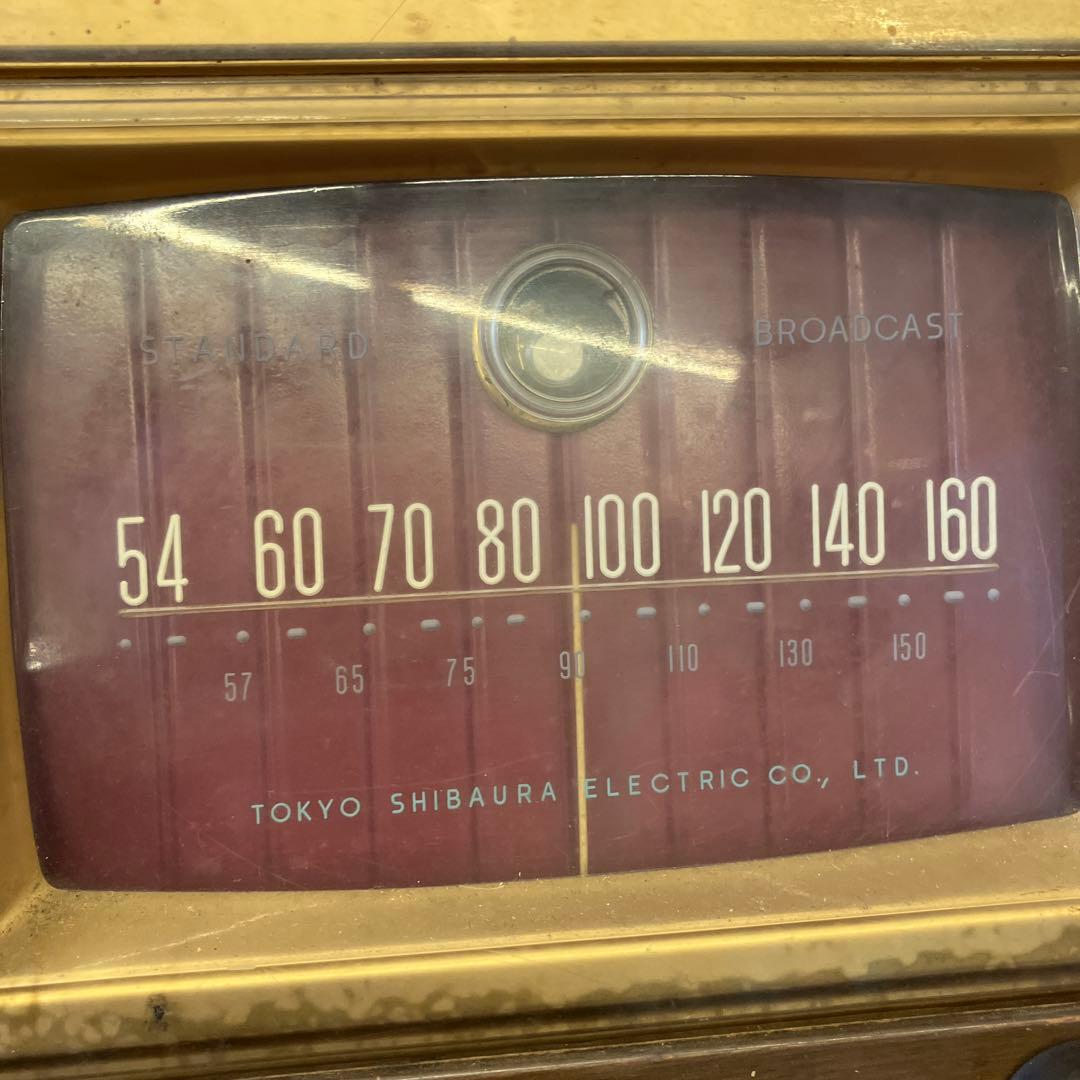 STANDARD BROADCAST
54 60 70 80 100 120 140 160
57 65 75 90 110 130 150
TOKYO SHIBAURA ELECTRIC CO., LTD.